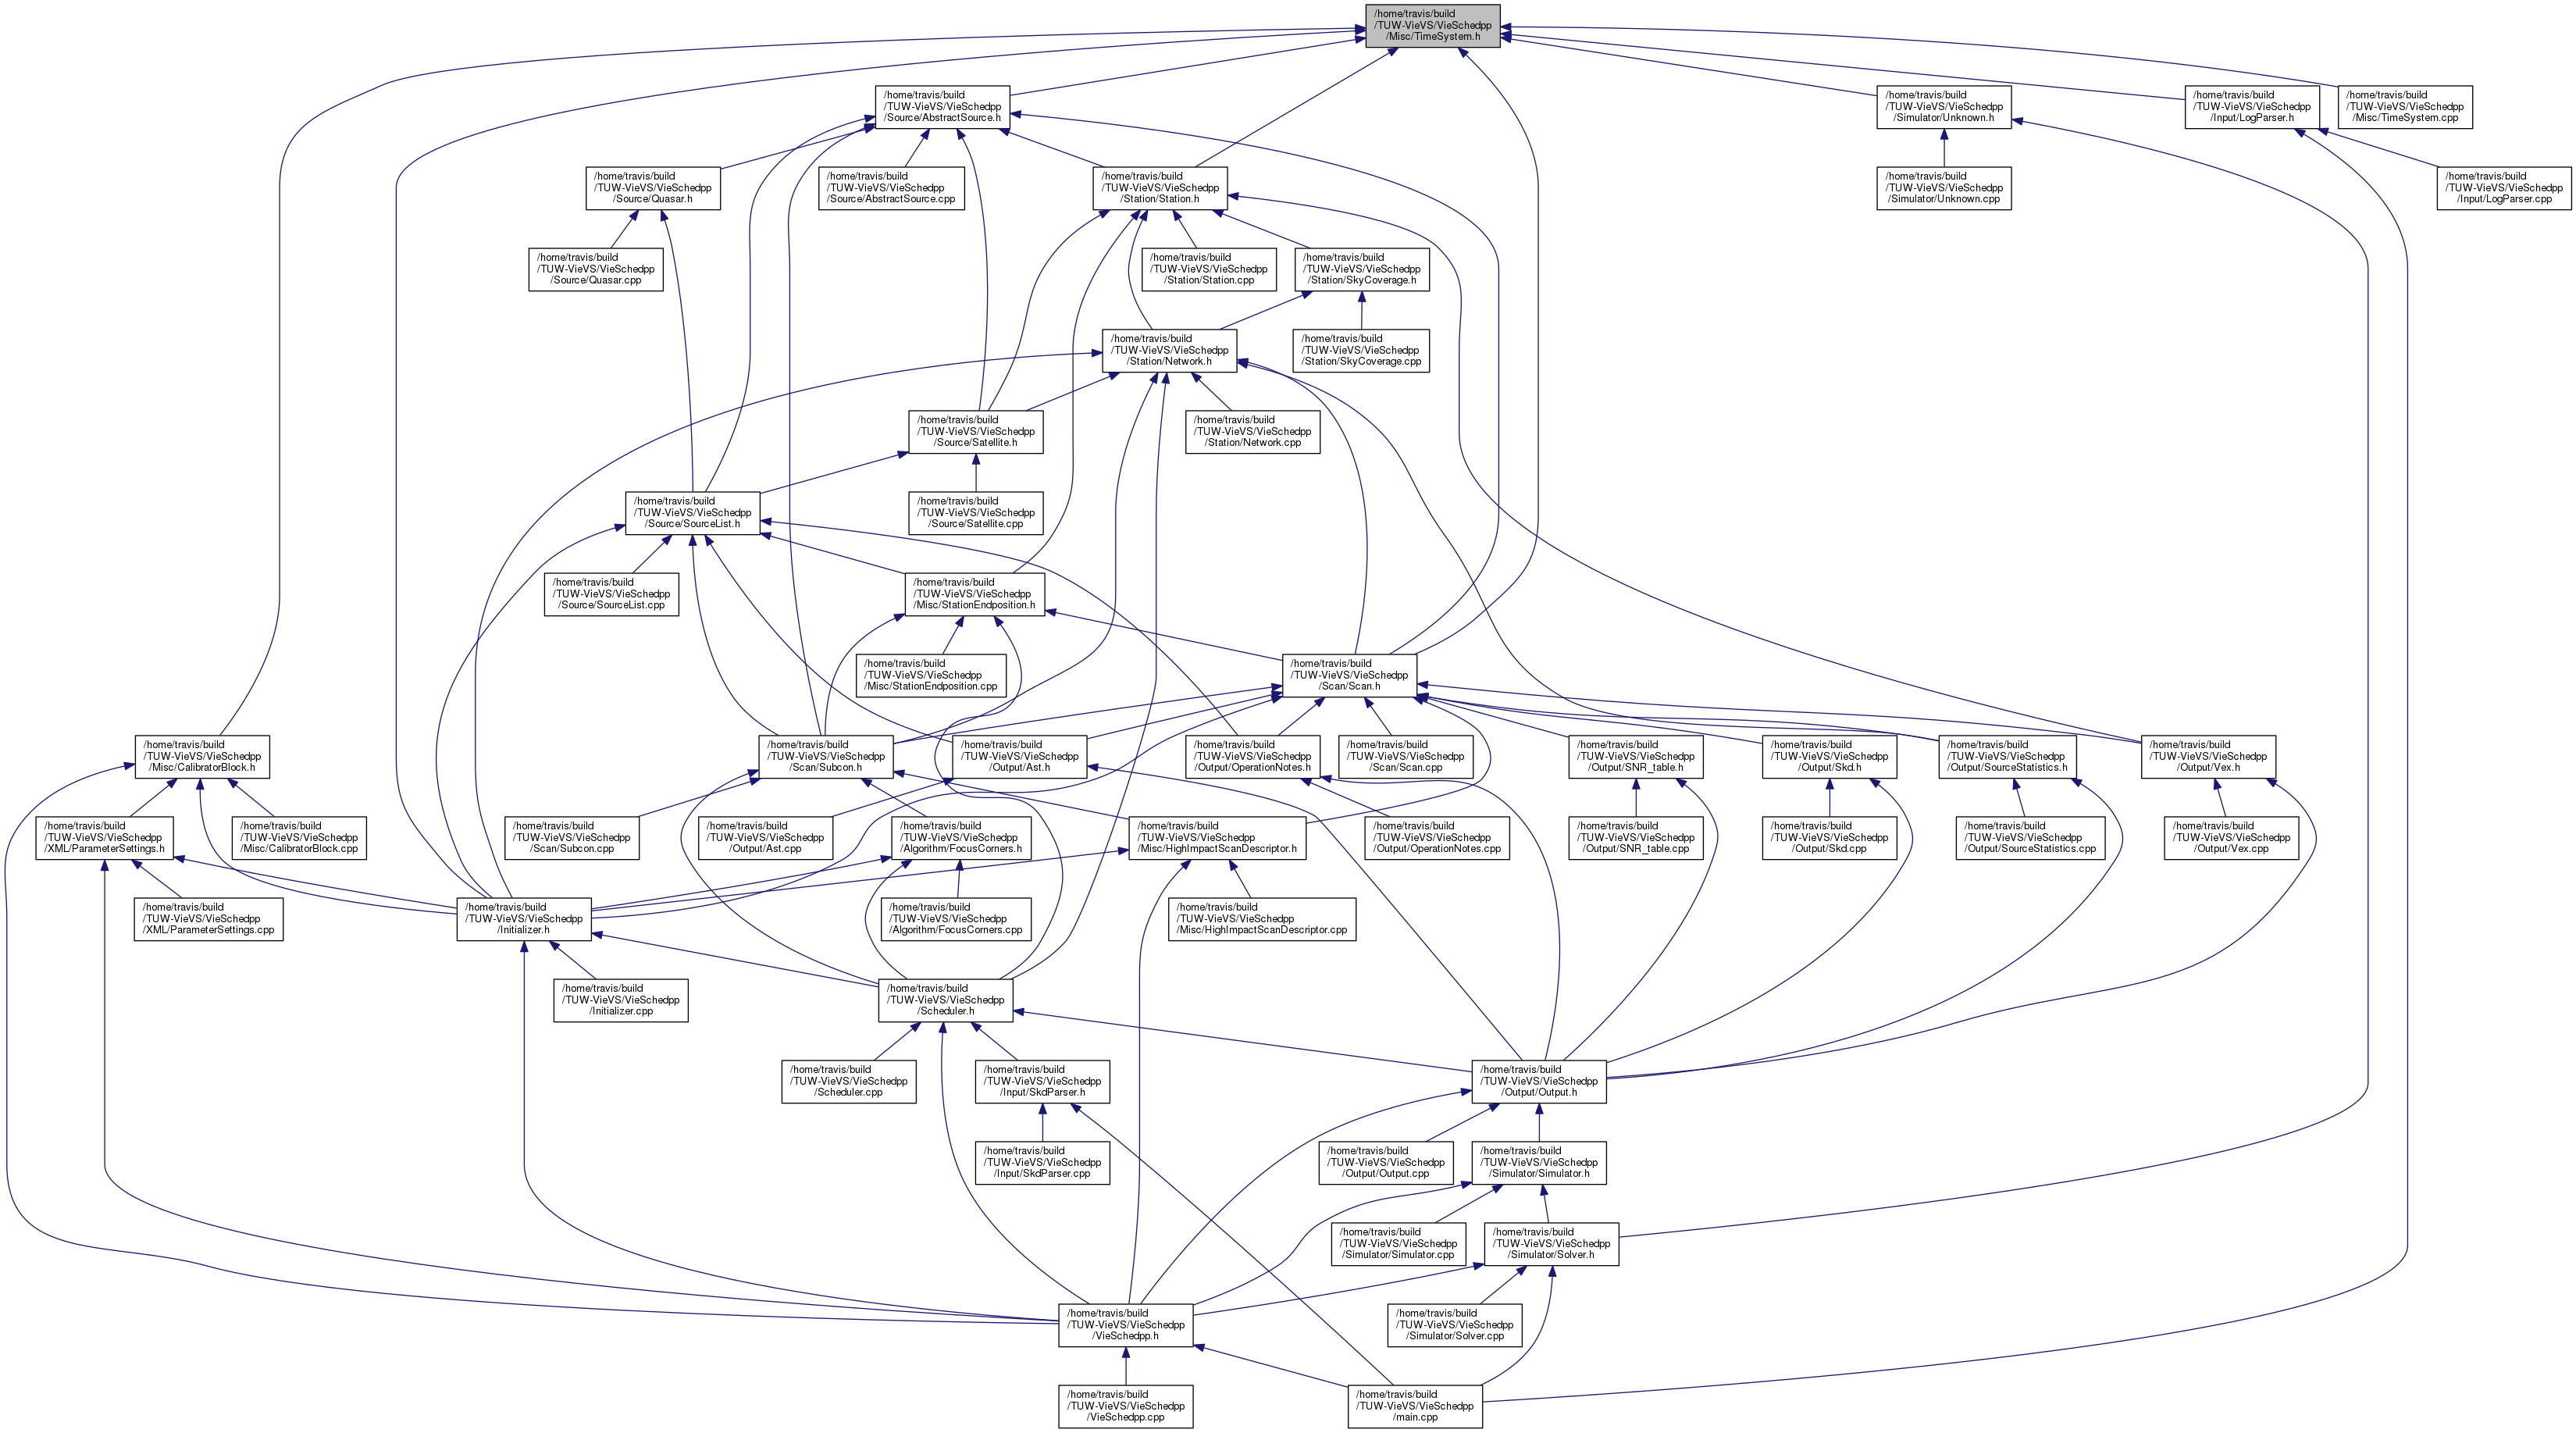 /home/travis/build
/TUW-VieVS/VieSchedpp
/Misc/TimeSystem.h
/home/travis/build
/TUW-VieVS/VieSchedpp
/Source/AbstractSource.h
/home/travis/build
/TUW-VieVS/VieSchedpp
/Simulator/Unknown.h
/home/travis/build
/TUW-VieVS/VieSchedpp
/Input/LogParser.h
/home/travis/build
/TUW-VieVS/VieSchedpp
/Misc/TimeSystem.cpp
/home/travis/build
/TUW-VieVS/VieSchedpp
/Source/Quasar.h
/home/travis/build
/TUW-VieVS/VieSchedpp
/Source/AbstractSource.cpp
/home/travis/build
/TUW-VieVS/VieSchedpp
/Station/Station.h
/home/travis/build
/TUW-VieVS/VieSchedpp
/Simulator/Unknown.cpp
/home/travis/build
/TUW-VieVS/VieSchedpp
/Input/LogParser.cpp
/home/travis/build
/TUW-VieVS/VieSchedpp
/Source/Quasar.cpp
/home/travis/build
/TUW-VieVS/VieSchedpp
/Station/Station.cpp
/home/travis/build
/TUW-VieVS/VieSchedpp
/Station/SkyCoverage.h
/home/travis/build
/TUW-VieVS/VieSchedpp
/Station/Network.h
/home/travis/build
/TUW-VieVS/VieSchedpp
/Station/SkyCoverage.cpp
/home/travis/build
/TUW-VieVS/VieSchedpp
/Source/Satellite.h
/home/travis/build
/TUW-VieVS/VieSchedpp
/Station/Network.cpp
/home/travis/build
/TUW-VieVS/VieSchedpp
/Source/SourceList.h
/home/travis/build
/TUW-VieVS/VieSchedpp
/Source/Satellite.cpp
/home/travis/build
/TUW-VieVS/VieSchedpp
/Source/SourceList.cpp
/home/travis/build
/TUW-VieVS/VieSchedpp
/Misc/StationEndposition.h
/home/travis/build
/TUW-VieVS/VieSchedpp
/Misc/StationEndposition.cpp
/home/travis/build
/TUW-VieVS/VieSchedpp
/Scan/Scan.h
/home/travis/build
/TUW-VieVS/VieSchedpp
/Misc/CalibratorBlock.h
/home/travis/build
/TUW-VieVS/VieSchedpp
/Scan/Subcon.h
/home/travis/build
/TUW-VieVS/VieSchedpp
/Output/Ast.h
/home/travis/build
/TUW-VieVS/VieSchedpp
/Output/OperationNotes.h
/home/travis/build
/TUW-VieVS/VieSchedpp
/Scan/Scan.cpp
/home/travis/build
/TUW-VieVS/VieSchedpp
/Output/SNR_table.h
/home/travis/build
/TUW-VieVS/VieSchedpp
/Output/Skd.h
/home/travis/build
/TUW-VieVS/VieSchedpp
/Output/SourceStatistics.h
/home/travis/build
/TUW-VieVS/VieSchedpp
/Output/Vex.h
/home/travis/build
/TUW-VieVS/VieSchedpp
/XML/ParameterSettings.h
/home/travis/build
/TUW-VieVS/VieSchedpp
/Misc/CalibratorBlock.cpp
/home/travis/build
/TUW-VieVS/VieSchedpp
/Scan/Subcon.cpp
/home/travis/build
/TUW-VieVS/VieSchedpp
/Output/Ast.cpp
/home/travis/build
/TUW-VieVS/VieSchedpp
/Algorithm/FocusCorners.h
/home/travis/build
/TUW-VieVS/VieSchedpp
/Misc/HighImpactScanDescriptor.h
/home/travis/build
/TUW-VieVS/VieSchedpp
/Output/OperationNotes.cpp
/home/travis/build
/TUW-VieVS/VieSchedpp
/Output/SNR_table.cpp
/home/travis/build
/TUW-VieVS/VieSchedpp
/Output/Skd.cpp
/home/travis/build
/TUW-VieVS/VieSchedpp
/Output/SourceStatistics.cpp
/home/travis/build
/TUW-VieVS/VieSchedpp
/Output/Vex.cpp
/home/travis/build
/TUW-VieVS/VieSchedpp
/XML/ParameterSettings.cpp
/home/travis/build
/TUW-VieVS/VieSchedpp
/Initializer.h
/home/travis/build
/TUW-VieVS/VieSchedpp
/Algorithm/FocusCorners.cpp
/home/travis/build
/TUW-VieVS/VieSchedpp
/Misc/HighImpactScanDescriptor.cpp
/home/travis/build
/TUW-VieVS/VieSchedpp
/Initializer.cpp
/home/travis/build
/TUW-VieVS/VieSchedpp
/Scheduler.h
/home/travis/build
/TUW-VieVS/VieSchedpp
/Scheduler.cpp
/home/travis/build
/TUW-VieVS/VieSchedpp
/Input/SkdParser.h
/home/travis/build
/TUW-VieVS/VieSchedpp
/Output/Output.h
/home/travis/build
/TUW-VieVS/VieSchedpp
/Input/SkdParser.cpp
/home/travis/build
/TUW-VieVS/VieSchedpp
/Output/Output.cpp
/home/travis/build
/TUW-VieVS/VieSchedpp
/Simulator/Simulator.h
/home/travis/build
/TUW-VieVS/VieSchedpp
/Simulator/Simulator.cpp
/home/travis/build
/TUW-VieVS/VieSchedpp
/Simulator/Solver.h
/home/travis/build
/TUW-VieVS/VieSchedpp
/VieSchedpp.h
/home/travis/build
/TUW-VieVS/VieSchedpp
/Simulator/Solver.cpp
/home/travis/build
/TUW-VieVS/VieSchedpp
/VieSchedpp.cpp
/home/travis/build
/TUW-VieVS/VieSchedpp
/main.cpp